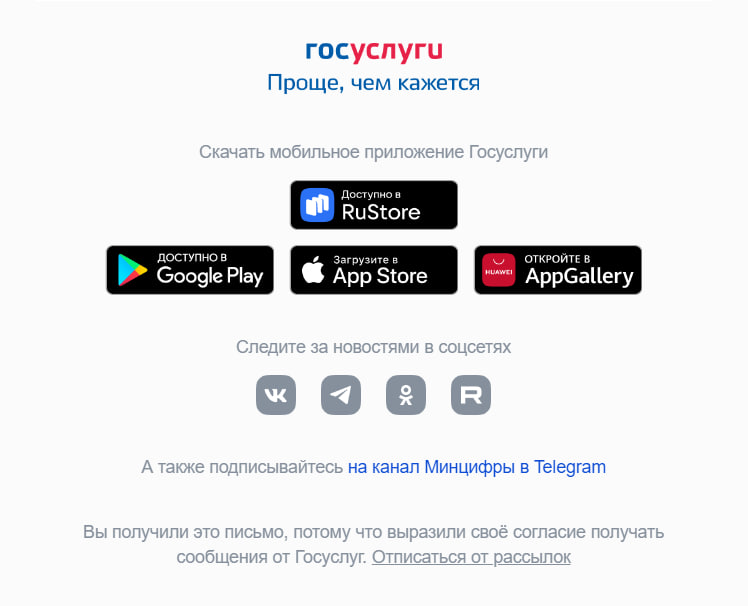 госуслуги
Проще, чем кажется
Скачать мобильное приложение Госуслуги
Доступно в
RuStore
ДОСТУПНО В
Google Play
Загрузите в
App Store
HUAWEI
ОТКРОЙТЕ В
AppGallery
Следите за новостями в соцсетях
А также подписывайтесь на канал Минцифры в Telegram
Вы получили это письмо, потому что выразили своё согласие получать
сообщения от Госуслуг. Отписаться от рассылок